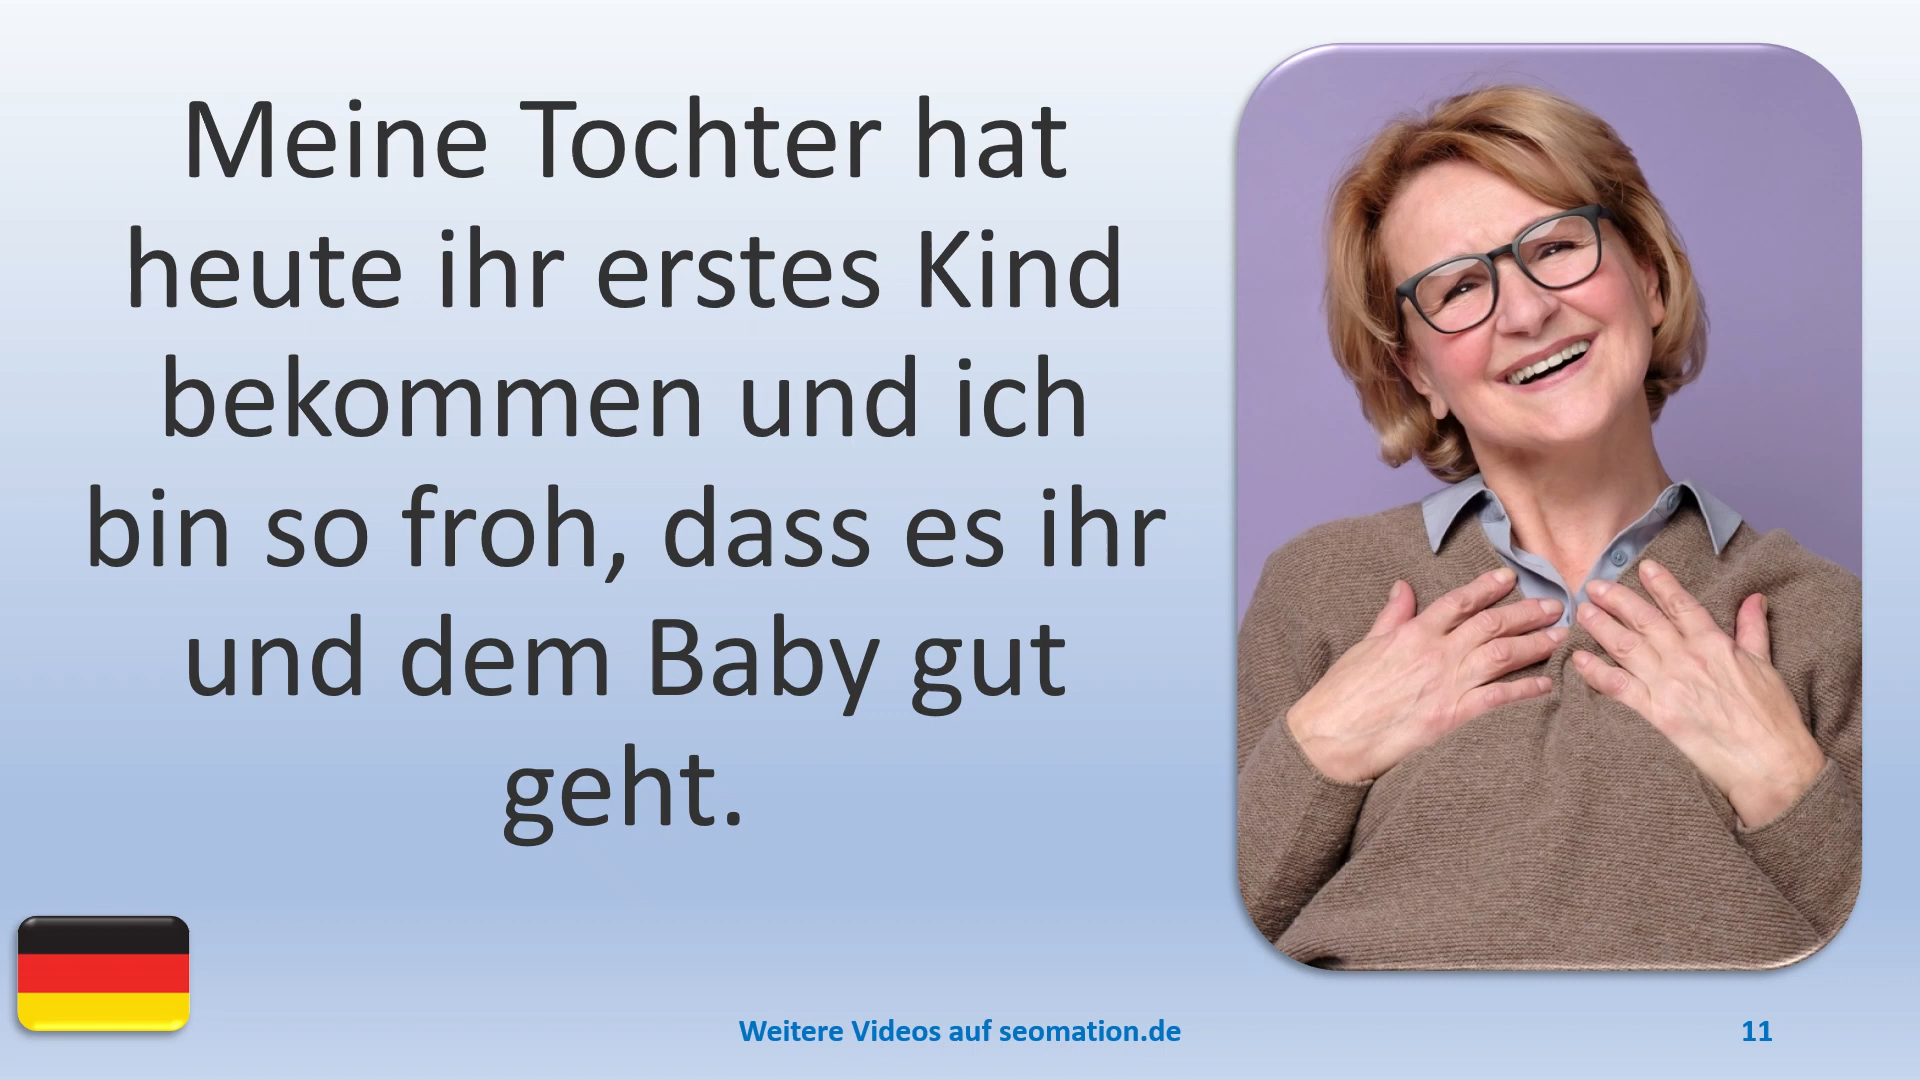 Meine Tochter hat
heute ihr erstes Kind
bekommen und ich
bin so froh, dass es ihr
und dem Baby gut
geht.
Weitere Videos auf seomation.de
11